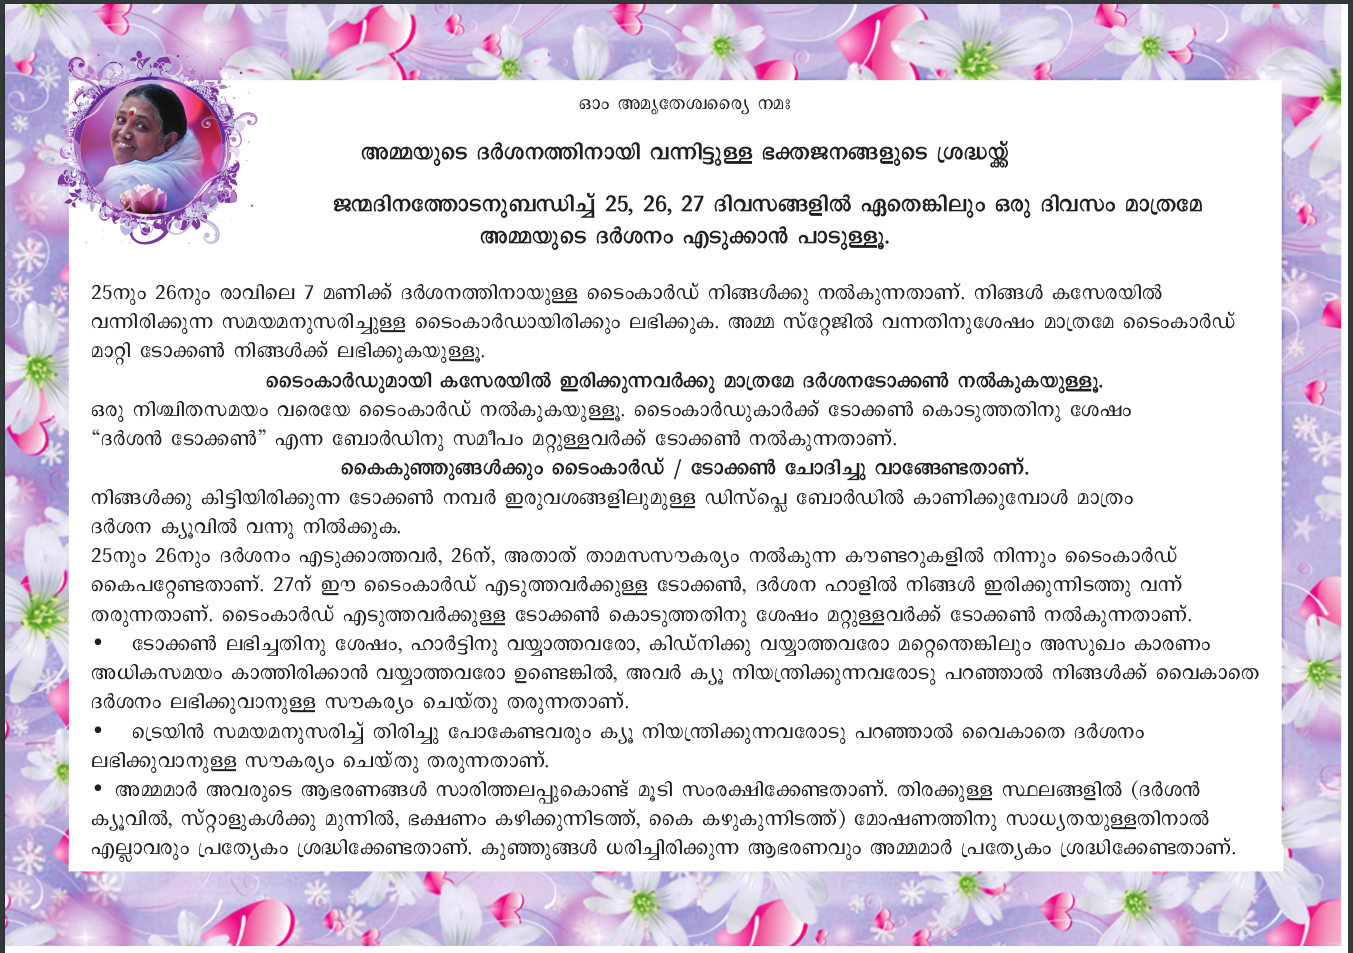 ഓം അമൃതേശ്വര്യൈ നമഃ
അമ്മയുടെ ദർശനത്തിനായി വന്നിട്ടുള്ള ഭക്തജനങ്ങളുടെ ശ്രദ്ധയ്ക്ക്
ജന്മദിനത്തോടനുബന്ധിച്ച് 25, 26, 27 ദിവസങ്ങളിൽ ഏതെങ്കിലും ഒരു ദിവസം മാത്രമേ
അമ്മയുടെ ദർശനം എടുക്കാൻ പാടുള്ളൂ.
25നും 26നും രാവിലെ 7 മണിക്ക് ദർശനത്തിനായുള്ള ടൈംകാർഡ് നിങ്ങൾക്കു നൽകുന്നതാണ്. നിങ്ങൾ കസേരയിൽ
വന്നിരിക്കുന്ന സമയമനുസരിച്ചുള്ള ടൈംകാർഡായിരിക്കും ലഭിക്കുക. അമ്മ സ്റ്റേജിൽ വന്നതിനുശേഷം മാത്രമേ ടൈംകാർഡ്
മാറ്റി ടോക്കൺ നിങ്ങൾക്ക് ലഭിക്കുകയുള്ളൂ.
ടൈംകാർഡുമായി കസേരയിൽ ഇരിക്കുന്നവർക്കു മാത്രമേ ദർശനടോക്കൺ നൽകുകയുള്ളൂ.
ഒരു നിശ്ചിതസമയം വരെയേ ടൈംകാർഡ് നൽകുകയുള്ളൂ. ടൈംകാർഡുകാർക്ക് ടോക്കൺ കൊടുത്തതിനു ശേഷം
“ദർശൻ ടോക്കൺ” എന്ന ബോർഡിനു സമീപം മറ്റുള്ളവർക്ക് ടോക്കൺ നൽകുന്നതാണ്.
കൈകുഞ്ഞുങ്ങൾക്കും ടൈംകാർഡ് / ടോക്കൺ ചോദിച്ചു വാങ്ങേണ്ടതാണ്.
നിങ്ങൾക്കു കിട്ടിയിരിക്കുന്ന ടോക്കൺ നമ്പർ ഇരുവശങ്ങളിലുമുള്ള ഡിസ്പ്ലെ ബോർഡിൽ കാണിക്കുമ്പോൾ മാത്രം
ദർശന ക്യൂവിൽ വന്നു നിൽക്കുക.
25നും 26നും ദർശനം എടുക്കാത്തവർ, 26ന്, അതാത് താമസസൗകര്യം നൽകുന്ന കൗണ്ടറുകളിൽ നിന്നും ടൈംകാർഡ്
കൈപറ്റേണ്ടതാണ്. 27ന് ഈ ടൈംകാർഡ് എടുത്തവർക്കുള്ള ടോക്കൺ, ദർശന ഹാളിൽ നിങ്ങൾ ഇരിക്കുന്നിടത്തു വന്ന്
തരുന്നതാണ്. ടൈംകാർഡ് എടുത്തവർക്കുള്ള ടോക്കൺ കൊടുത്തതിനു ശേഷം മറ്റുള്ളവർക്ക് ടോക്കൺ നൽകുന്നതാണ്.
• ടോക്കൺ ലഭിച്ചതിനു ശേഷം, ഹാർട്ടിനു വയ്യാത്തവരോ, കിഡ്നിക്കു വയ്യാത്തവരോ മറ്റെന്തെങ്കിലും അസുഖം കാരണം
അധികസമയം കാത്തിരിക്കാൻ വയ്യാത്തവരോ ഉണ്ടെങ്കിൽ, അവർ ക്യൂ നിയന്ത്രിക്കുന്നവരോടു പറഞ്ഞാൽ നിങ്ങൾക്ക് വൈകാതെ
ദർശനം ലഭിക്കുവാനുള്ള സൗകര്യം ചെയ്തു തരുന്നതാണ്.
• ട്രെയിൻ സമയമനുസരിച്ച് തിരിച്ചു പോകേണ്ടവരും ക്യൂ നിയന്ത്രിക്കുന്നവരോടു പറഞ്ഞാൽ വൈകാതെ ദർശനം
ലഭിക്കുവാനുള്ള സൗകര്യം ചെയ്തു തരുന്നതാണ്.
• അമ്മമാർ അവരുടെ ആഭരണങ്ങൾ സാരിത്തലപ്പുകൊണ്ട് മൂടി സംരക്ഷിക്കേണ്ടതാണ്. തിരക്കുള്ള സ്ഥലങ്ങളിൽ (ദർശൻ
ക്യൂവിൽ, സ്റ്റാളുകൾക്കു മുന്നിൽ, ഭക്ഷണം കഴിക്കുന്നിടത്ത്, കൈ കഴുകുന്നിടത്ത്) മോഷണത്തിനു സാധ്യതയുള്ളതിനാൽ
എല്ലാവരും പ്രത്യേകം ശ്രദ്ധിക്കേണ്ടതാണ്. കുഞ്ഞുങ്ങൾ ധരിച്ചിരിക്കുന്ന ആഭരണവും അമ്മമാർ പ്രത്യേകം ശ്രദ്ധിക്കേണ്ടതാണ്.